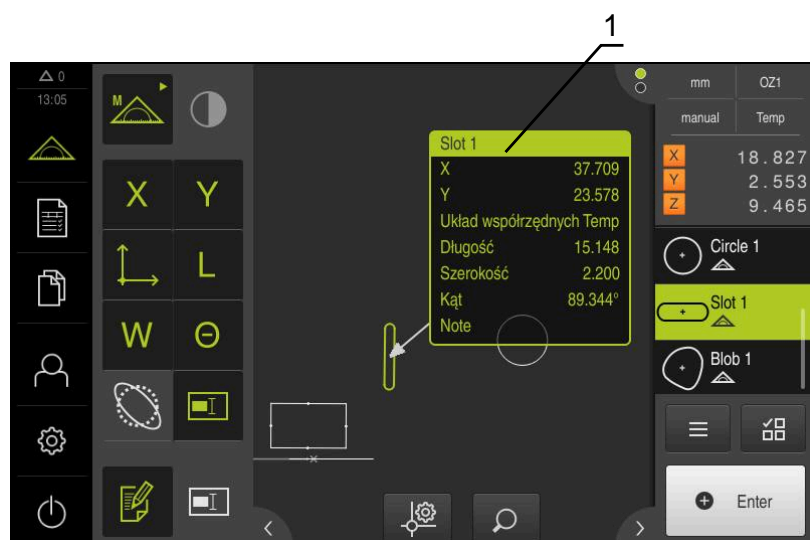 1
0
13:05
M
X Y
L
W Θ
Slot 1
X 37.709
Y 23.578
Układ współrzędnych Temp
Długość 15.148
Szerokość 2.200
Kąt 89.344°
Note
mm OZ1
manual Temp
X 18.827
Y 2.553
Z 9.465
Circle 1
Slot 1
Blob 1
Enter